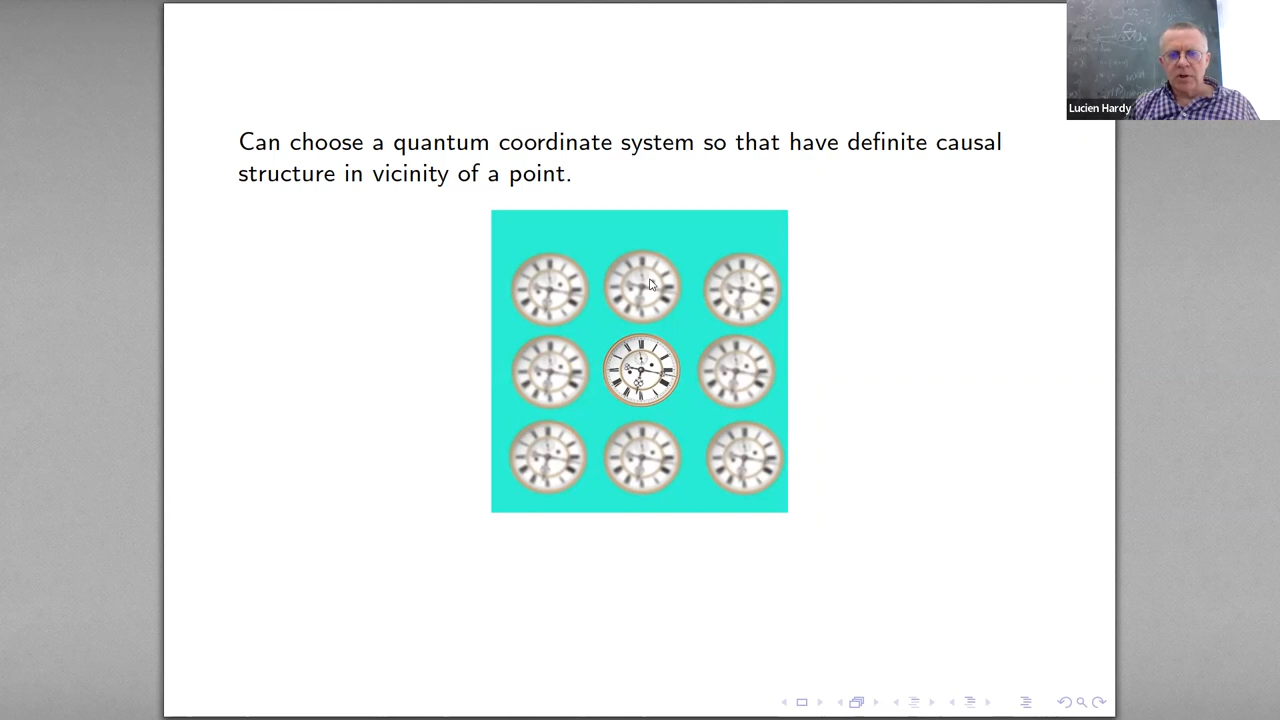 Lucien Hardy
Can choose a quantum coordinate system so that have definite causal
structure in vicinity of a point.